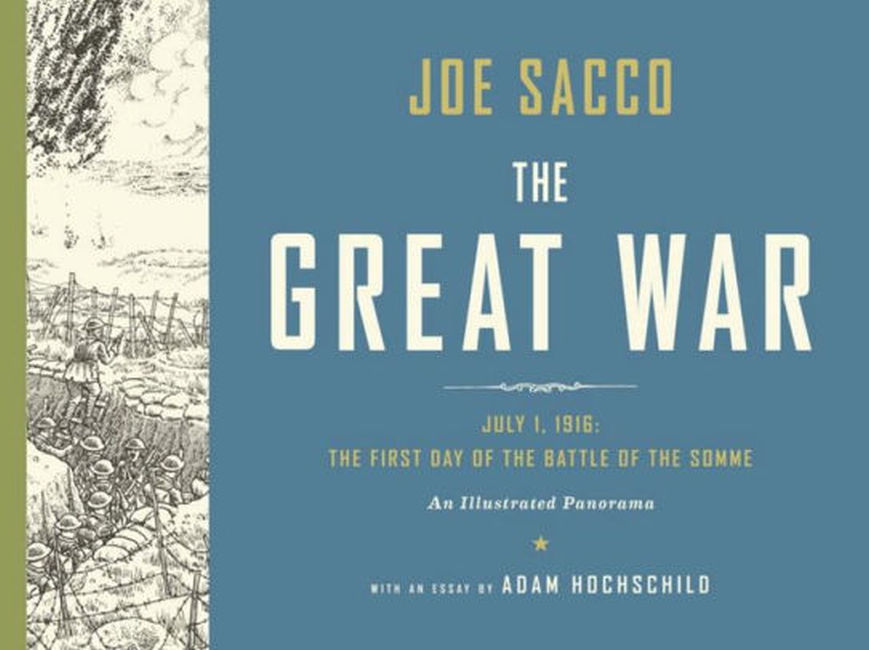 JOE SACCO
THE
GREAT WAR
JULY 1, 1916:
THE FIRST DAY OF THE BATTLE OF THE SOMME
An Illustrated Panorama
WITH AN ESSAY BY ADAM HOCHSCHILD